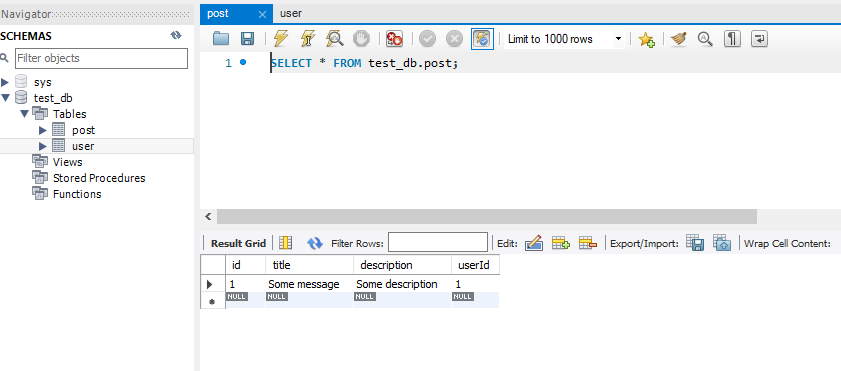 Navigator
SCHEMAS
Filter objects
sys
test_db
Tables
post
user
Views
Stored Procedures
Functions
post user
Limit to 1000 rows
1 SELECT * FROM test_db.post;
Result Grid Filter Rows: Edit: Export/Import: Wrap Cell Content:
id title description userId
1 Some message Some description 1
NULL NULL NULL NULL